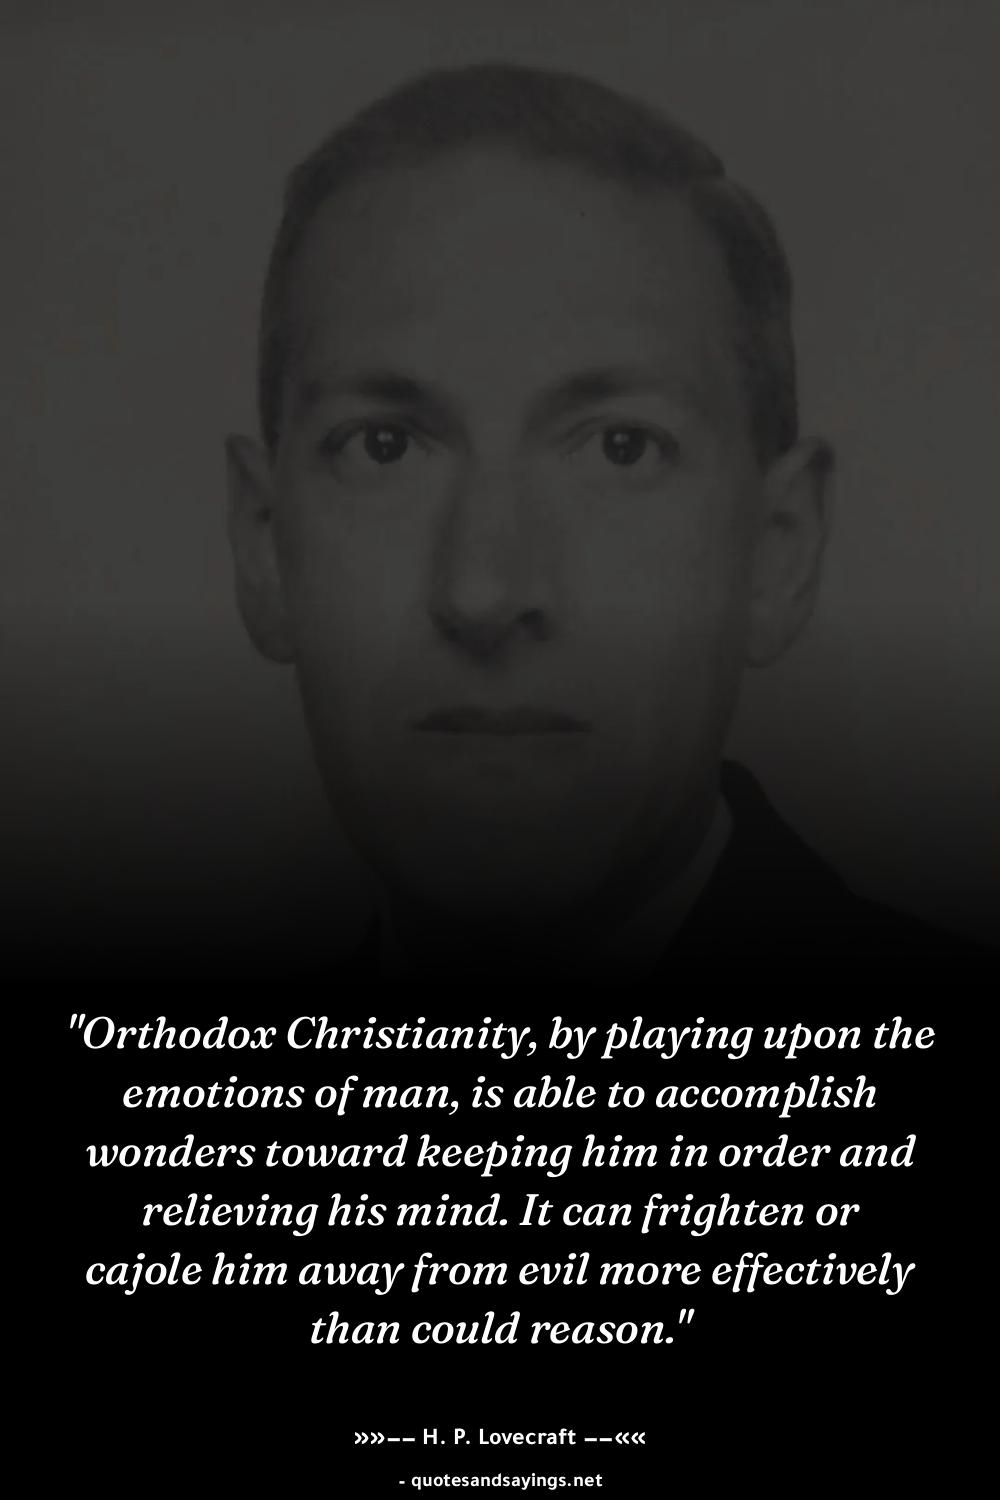 "Orthodox Christianity, by playing upon the
emotions of man, is able to accomplish
wonders toward keeping him in order and
relieving his mind. It can frighten or
cajole him away from evil more effectively
than could reason."
»»−− H. P. Lovecraft −−««
- quotesandsayings.net